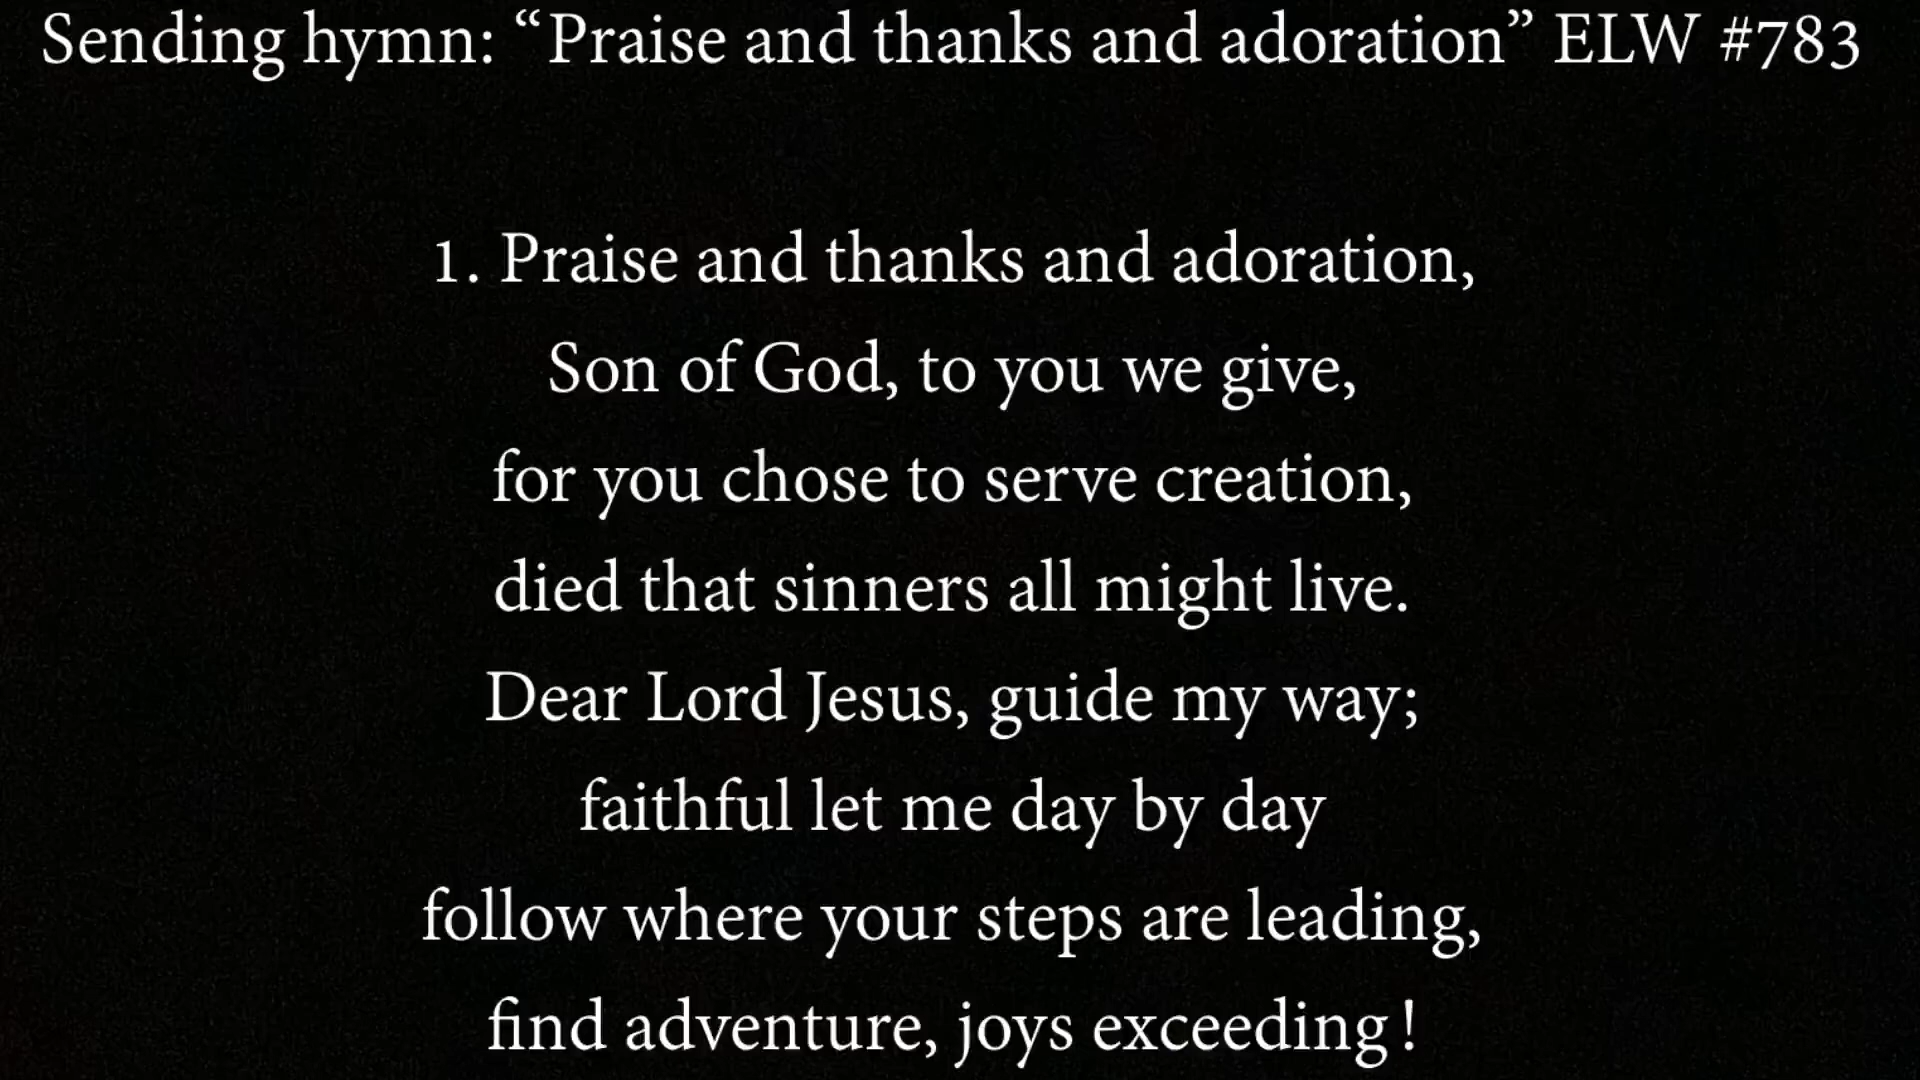 Sending hymn: “Praise and thanks and adoration” ELW #783
1. Praise and thanks and adoration,
Son of God, to you we give,
for you chose to serve creation,
died that sinners all might live.
Dear Lord Jesus, guide my way;
faithful let me day by day
follow where your steps are leading,
find adventure, joys exceeding!